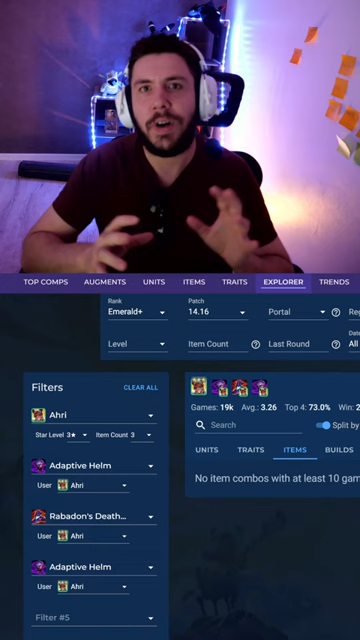 TOP COMPS AUGMENTS UNITS ITEMS TRAITS EXPLORER TRENDS
Rank Patch
Emerald+ 14.16 Portal
Level Item Count Last Round All
Filters CLEAR ALL
Ahri
Star Level 3★ Item Count 3
Games: 19k Avg.: 3.26 Top 4: 73.0%
Search Split by
UNITS TRAITS ITEMS BUILDS
Adaptive Helm
No item combos with at least 10
User Ahri
Rabadon's Death...
User Ahri
Adaptive Helm
User Ahri
Filter #5